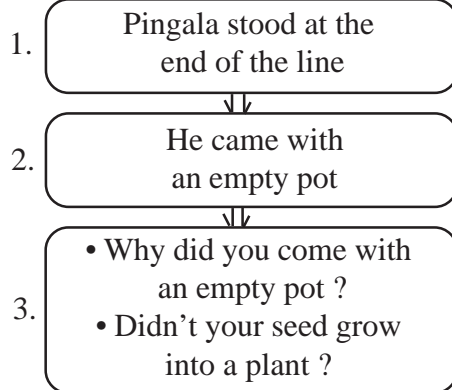 1. Pingala stood at the
end of the line
2. He came with
an empty pot
3. • Why did you come with
an empty pot ?
• Didn't your seed grow
into a plant ?